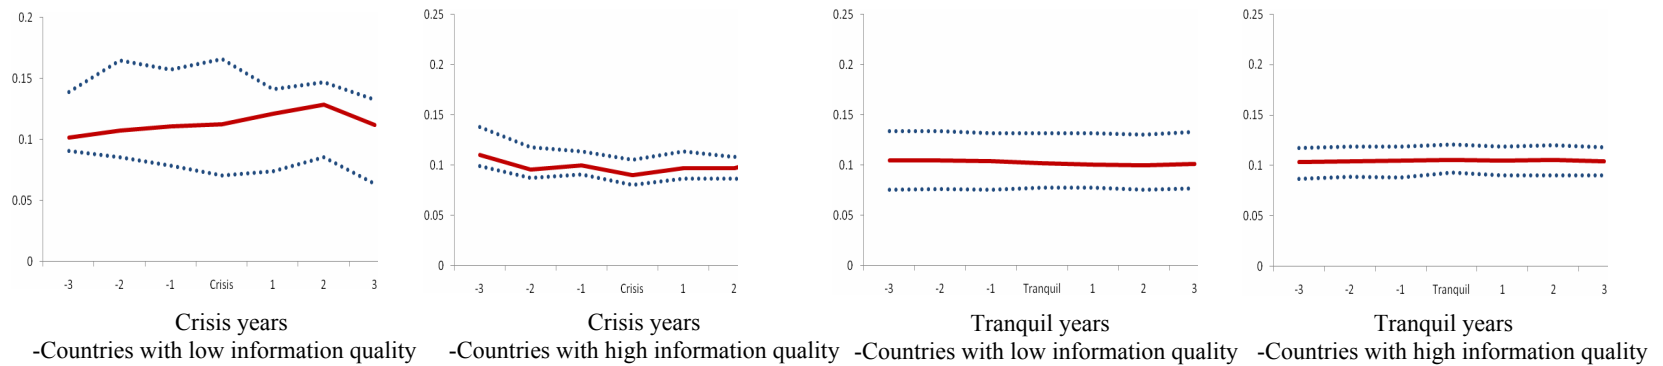 0.2
0.15
0.1
0.05
0
-3 -2 -1 Crisis 1 2 3
Crisis years
-Countries with low information quality
0.25
0.2
0.15
0.1
0.05
0
-3 -2 -1 Crisis 1 2
Crisis years
-Countries with high information quality
0.25
0.2
0.15
0.1
0.05
0
-3 -2 -1 Tranquil 1 2 3
Tranquil years
-Countries with low information quality
0.25
0.2
0.15
0.1
0.05
0
-3 -2 -1 Tranquil 1 2 3
Tranquil years
-Countries with high information quality